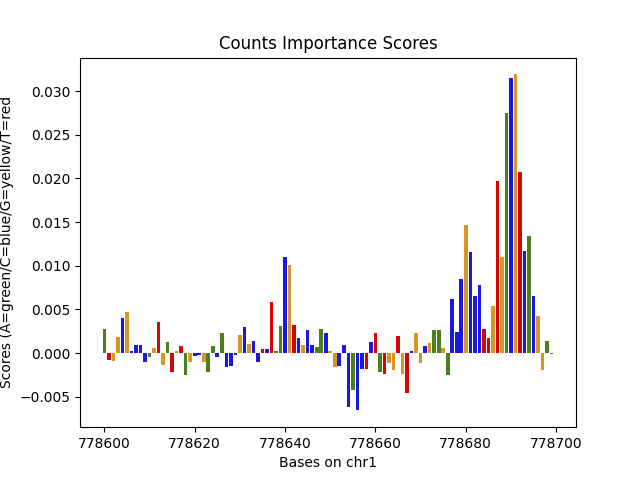 Counts Importance Scores
Scores (A=green/C=blue/G=yellow/T=red
0.030
0.025
0.020
0.015
0.010
0.005
0.000
−0.005
778600 778620 778640 778660 778680 778700
Bases on chr1